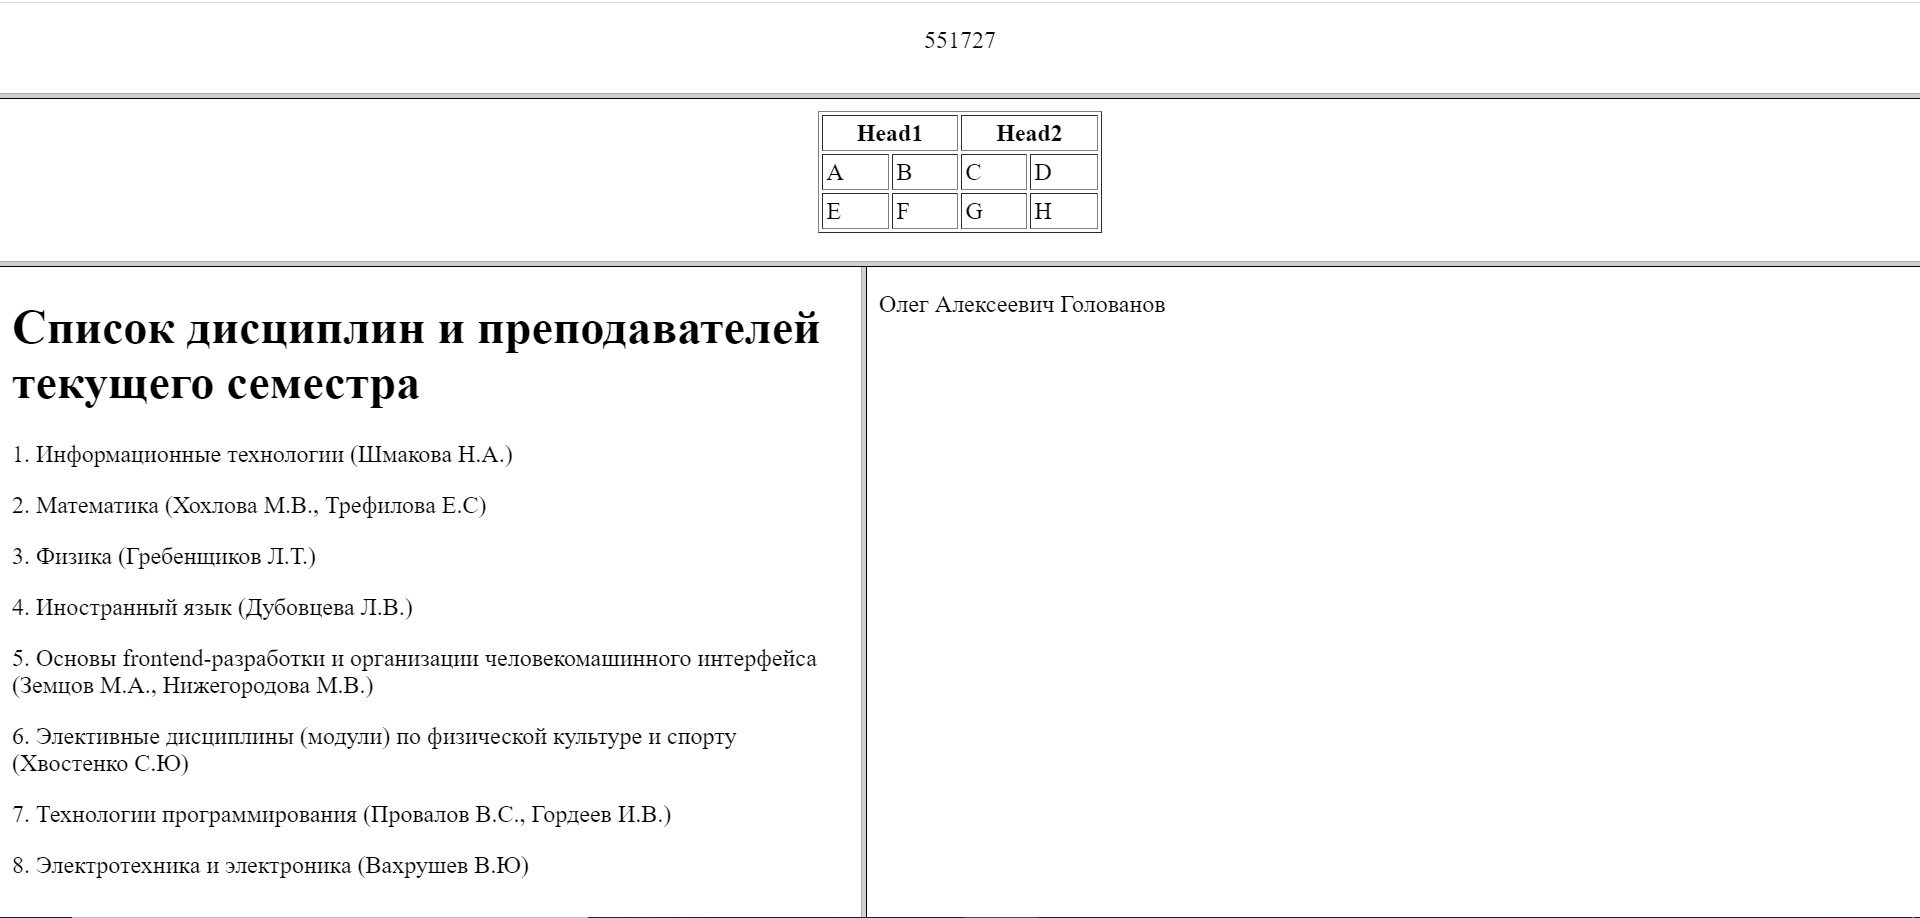 551727
Head1 Head2
A B C D
E F G H
Список дисциплин и преподавателей
текущего семестра
1. Информационные технологии (Шмакова Н.А.)
2. Математика (Хохлова М.В., Трефилова Е.С)
3. Физика (Гребенщиков Л.Т.)
4. Иностранный язык (Дубовцева Л.В.)
5. Основы frontend-разработки и организации человекомашинного интерфейса
(Земцов М.А., Нижегородова М.В.)
6. Элективные дисциплины (модули) по физической культуре и спорту
(Хвостенко С.Ю)
7. Технологии программирования (Провалов В.С., Гордеев И.В.)
8. Электротехника и электроника (Вахрушев В.Ю)
Олег Алексеевич Голованов